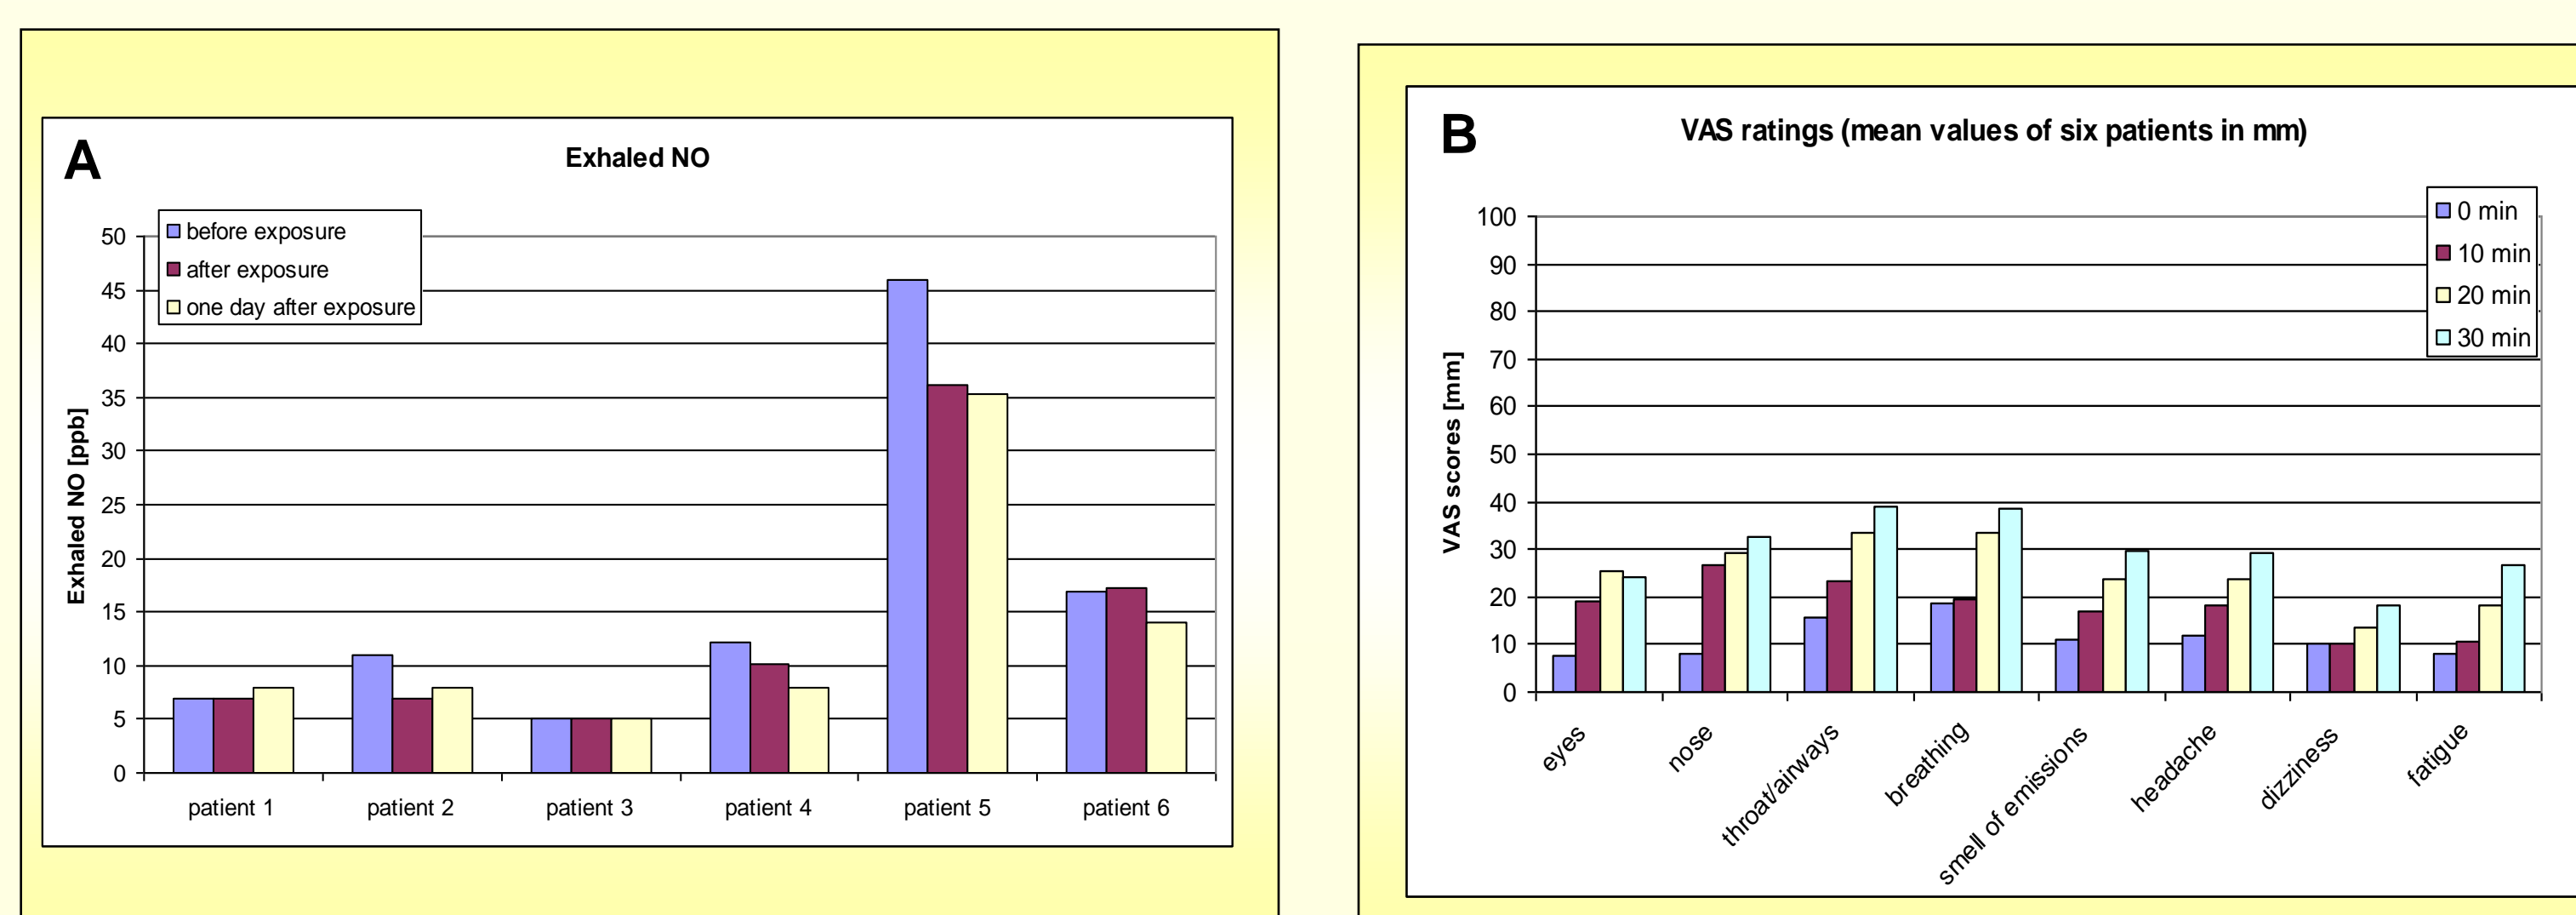 A
Exhaled NO
before exposure
after exposure
one day after exposure
50
45
40
35
30
25
20
15
10
5
0
Exhaled NO [ppb]
patient 1 patient 2 patient 3 patient 4 patient 5 patient 6
B
VAS ratings (mean values of six patients in mm)
0 min
10 min
20 min
30 min
100
90
80
70
60
50
40
30
20
10
0
VAS scores [mm]
eyes
nose
throat/airways
breathing
smell of emissions
headache
dizziness
fatigue